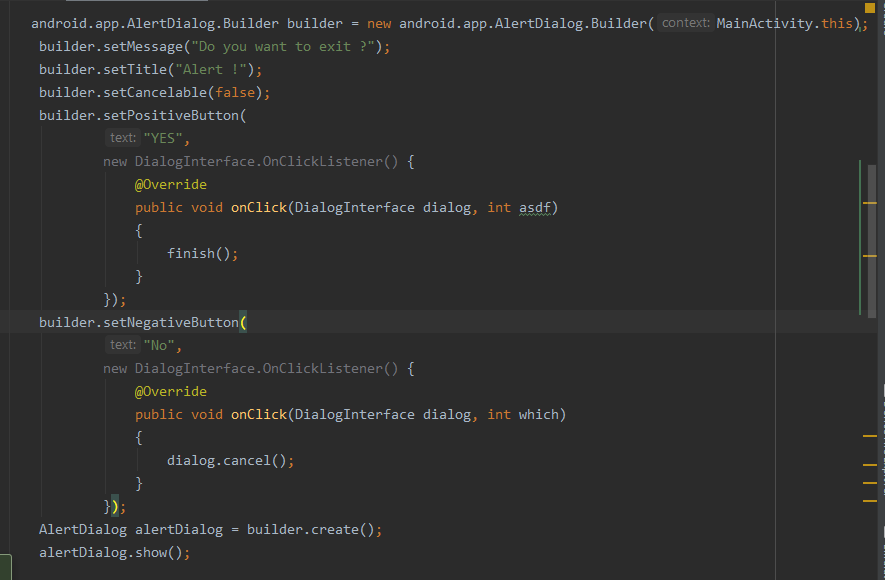 android.app.AlertDialog.Builder builder = new android.app.AlertDialog.Builder( context: MainActivity.this);
builder.setMessage("Do you want to exit ?");
builder.setTitle("Alert !");
builder.setCancelable(false);
builder.setPositiveButton(
text: "YES",
new DialogInterface.OnClickListener() {
@Override
public void onClick(DialogInterface dialog, int asdf)
{
finish();
}
});
builder.setNegativeButton(
text: "No",
new DialogInterface.OnClickListener() {
@Override
public void onClick(DialogInterface dialog, int which)
{
dialog.cancel();
}
});
AlertDialog alertDialog = builder.create();
alertDialog.show();